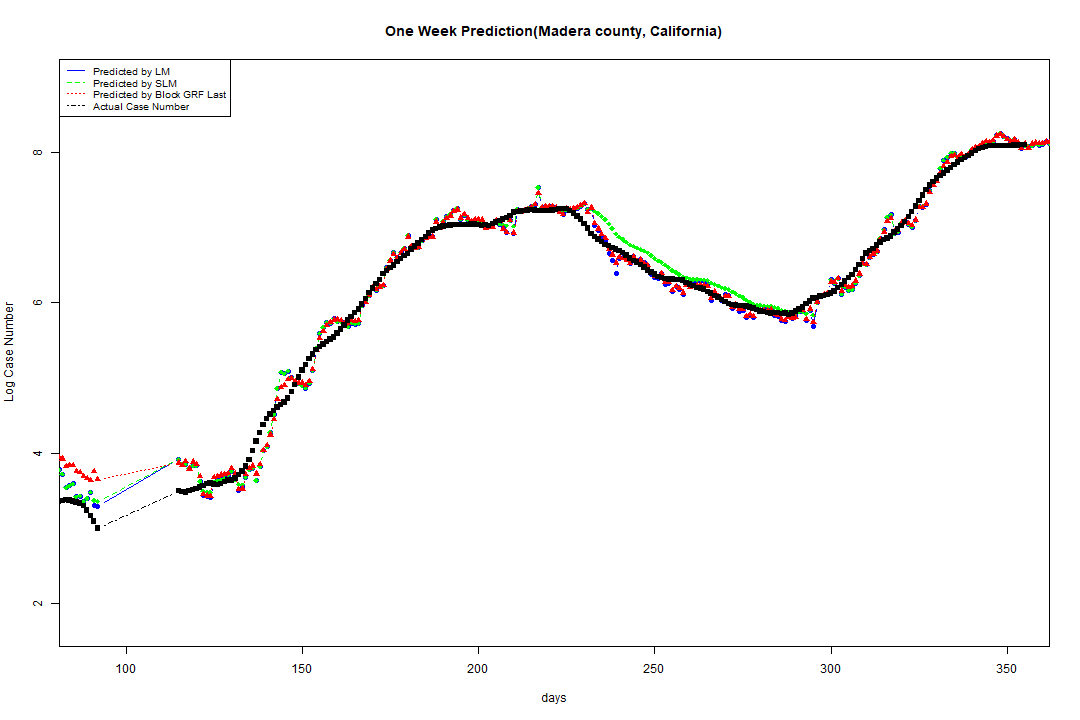 One Week Prediction(Madera county, California)
Predicted by LM
Predicted by SLM
Predicted by Block GRF Last
Actual Case Number
8
6
4
2
Log Case Number
100 150 200 250 300 350
days